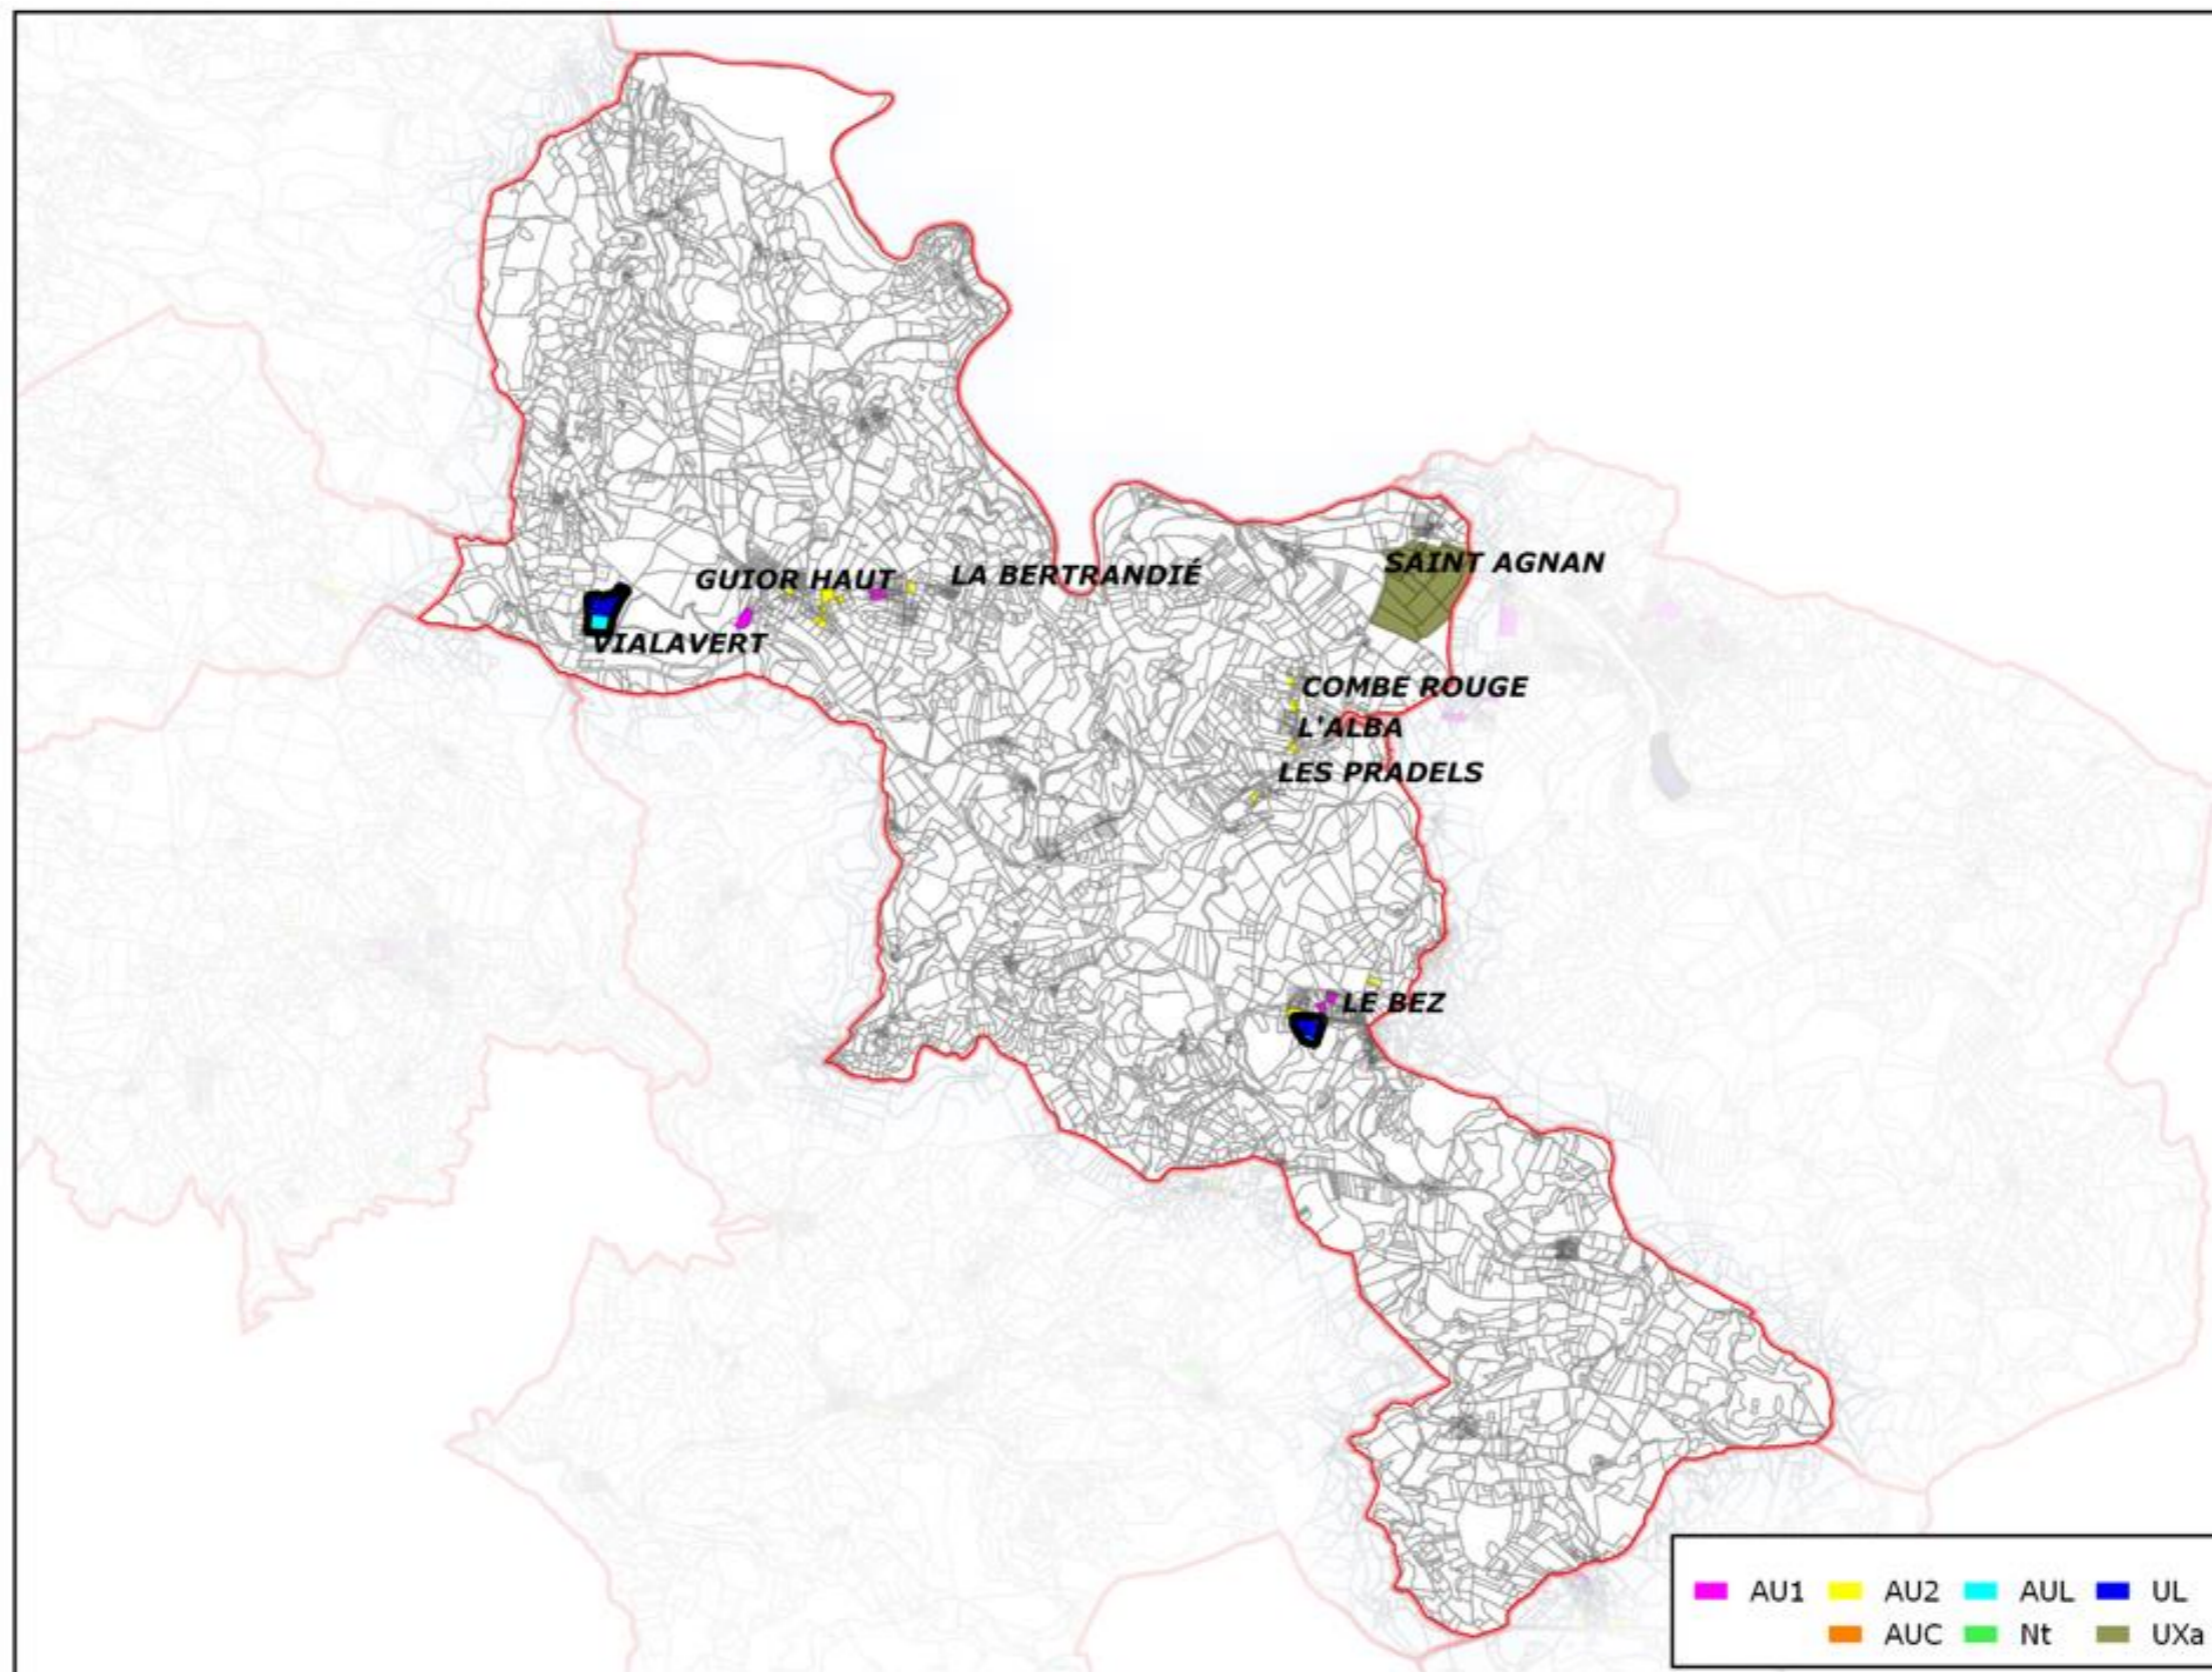 SAINT AGNAN
LA BERTRANDIÉ
GUIOR HAUT
VIALAVERT
COMBE ROUGE
L'ALBA
LES PRADELS
LE BEZ
AU1 AU2 AUL UL
AUC Nt UXa